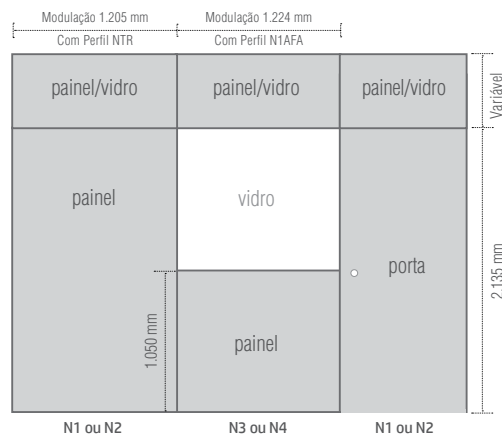 Modulação 1.205 mm
Modulação 1.224 mm
Com Perfil NTR
Com Perfil N1AFA
painel/vidro
painel/vidro
painel/vidro
Variável
painel
vidro
porta
2.135 mm
1.050 mm
painel
N1 ou N2
N3 ou N4
N1 ou N2